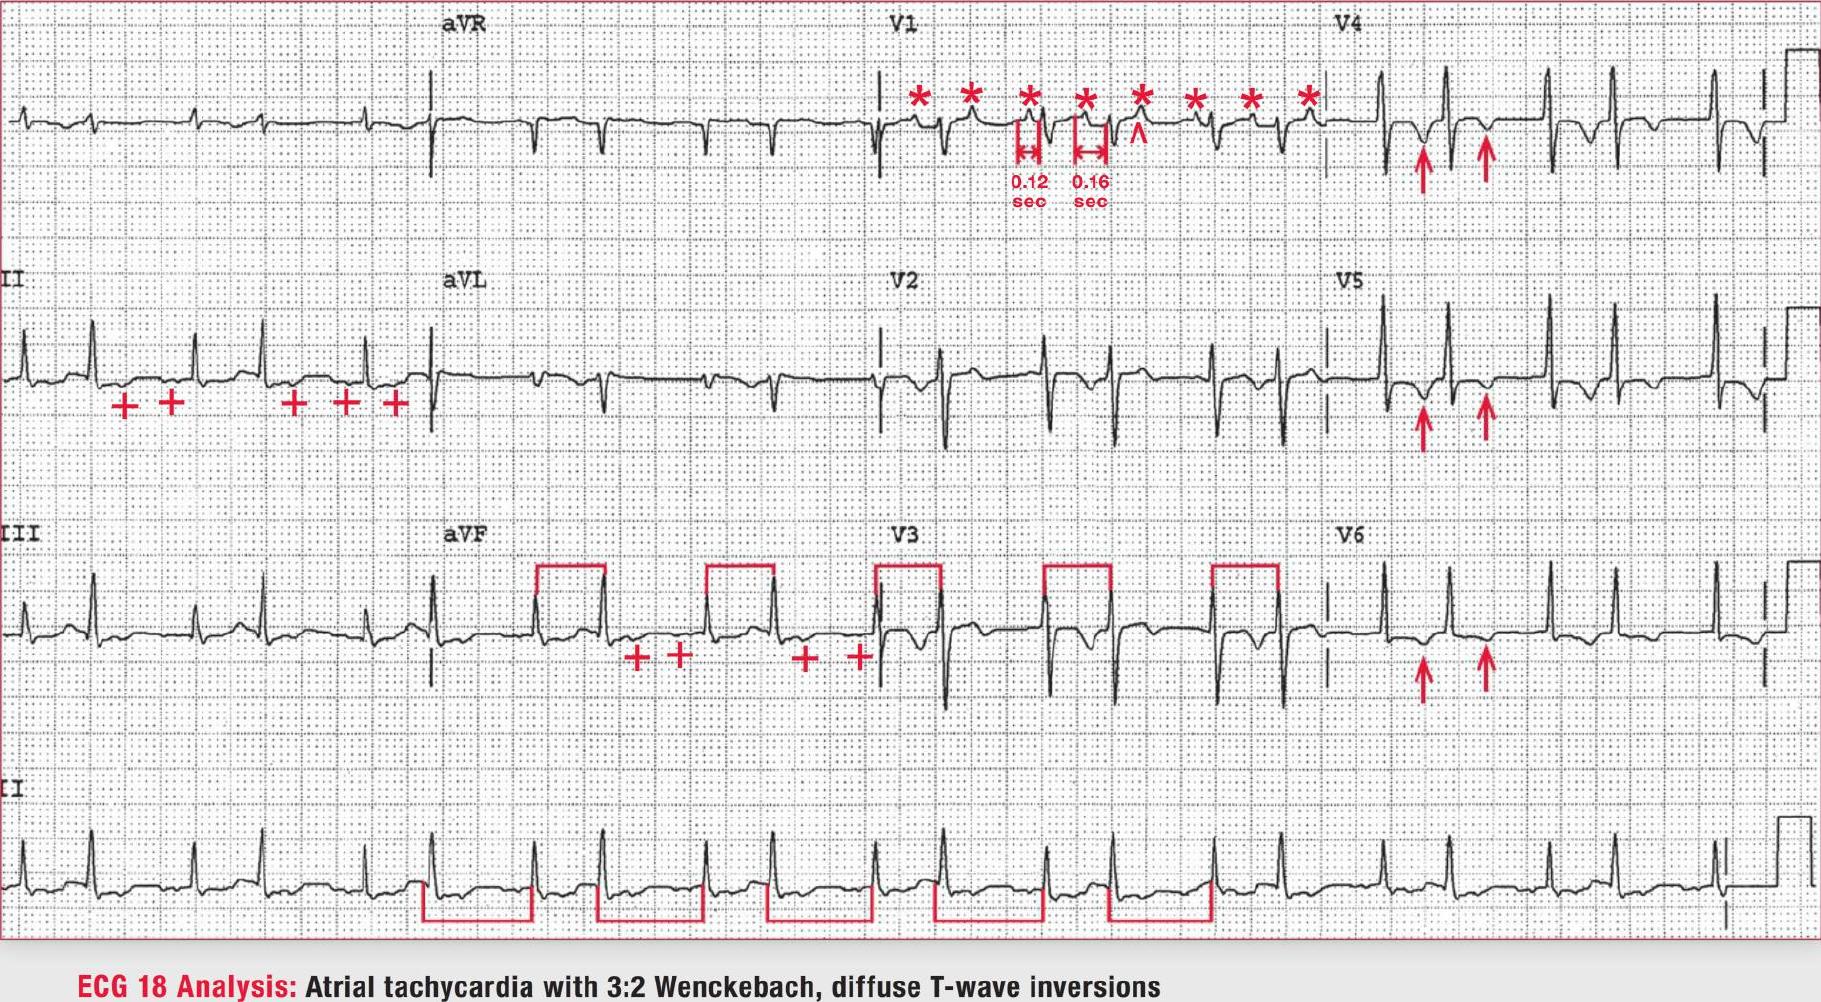 aVR V1 V4
* * * * * * * *
^
0.12 sec 0.16 sec
II aVL V2 V5
+ + + + +
III aVF V3 V6
+ + + +
II
ECG 18 Analysis: Atrial tachycardia with 3:2 Wenckebach, diffuse T-wave inversions